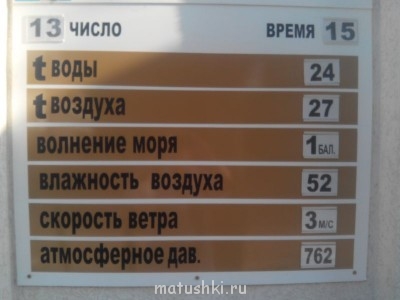 13 ЧИСЛО ВРЕМЯ 15
t ВОДЫ 24
t ВОЗДУХА 27
ВОЛНЕНИЕ МОРЯ 1 БАЛ.
ВЛАЖНОСТЬ ВОЗДУХА 52
СКОРОСТЬ ВЕТРА 3 М/С
АТМОСФЕРНОЕ ДАВ. 762
matushki.ru